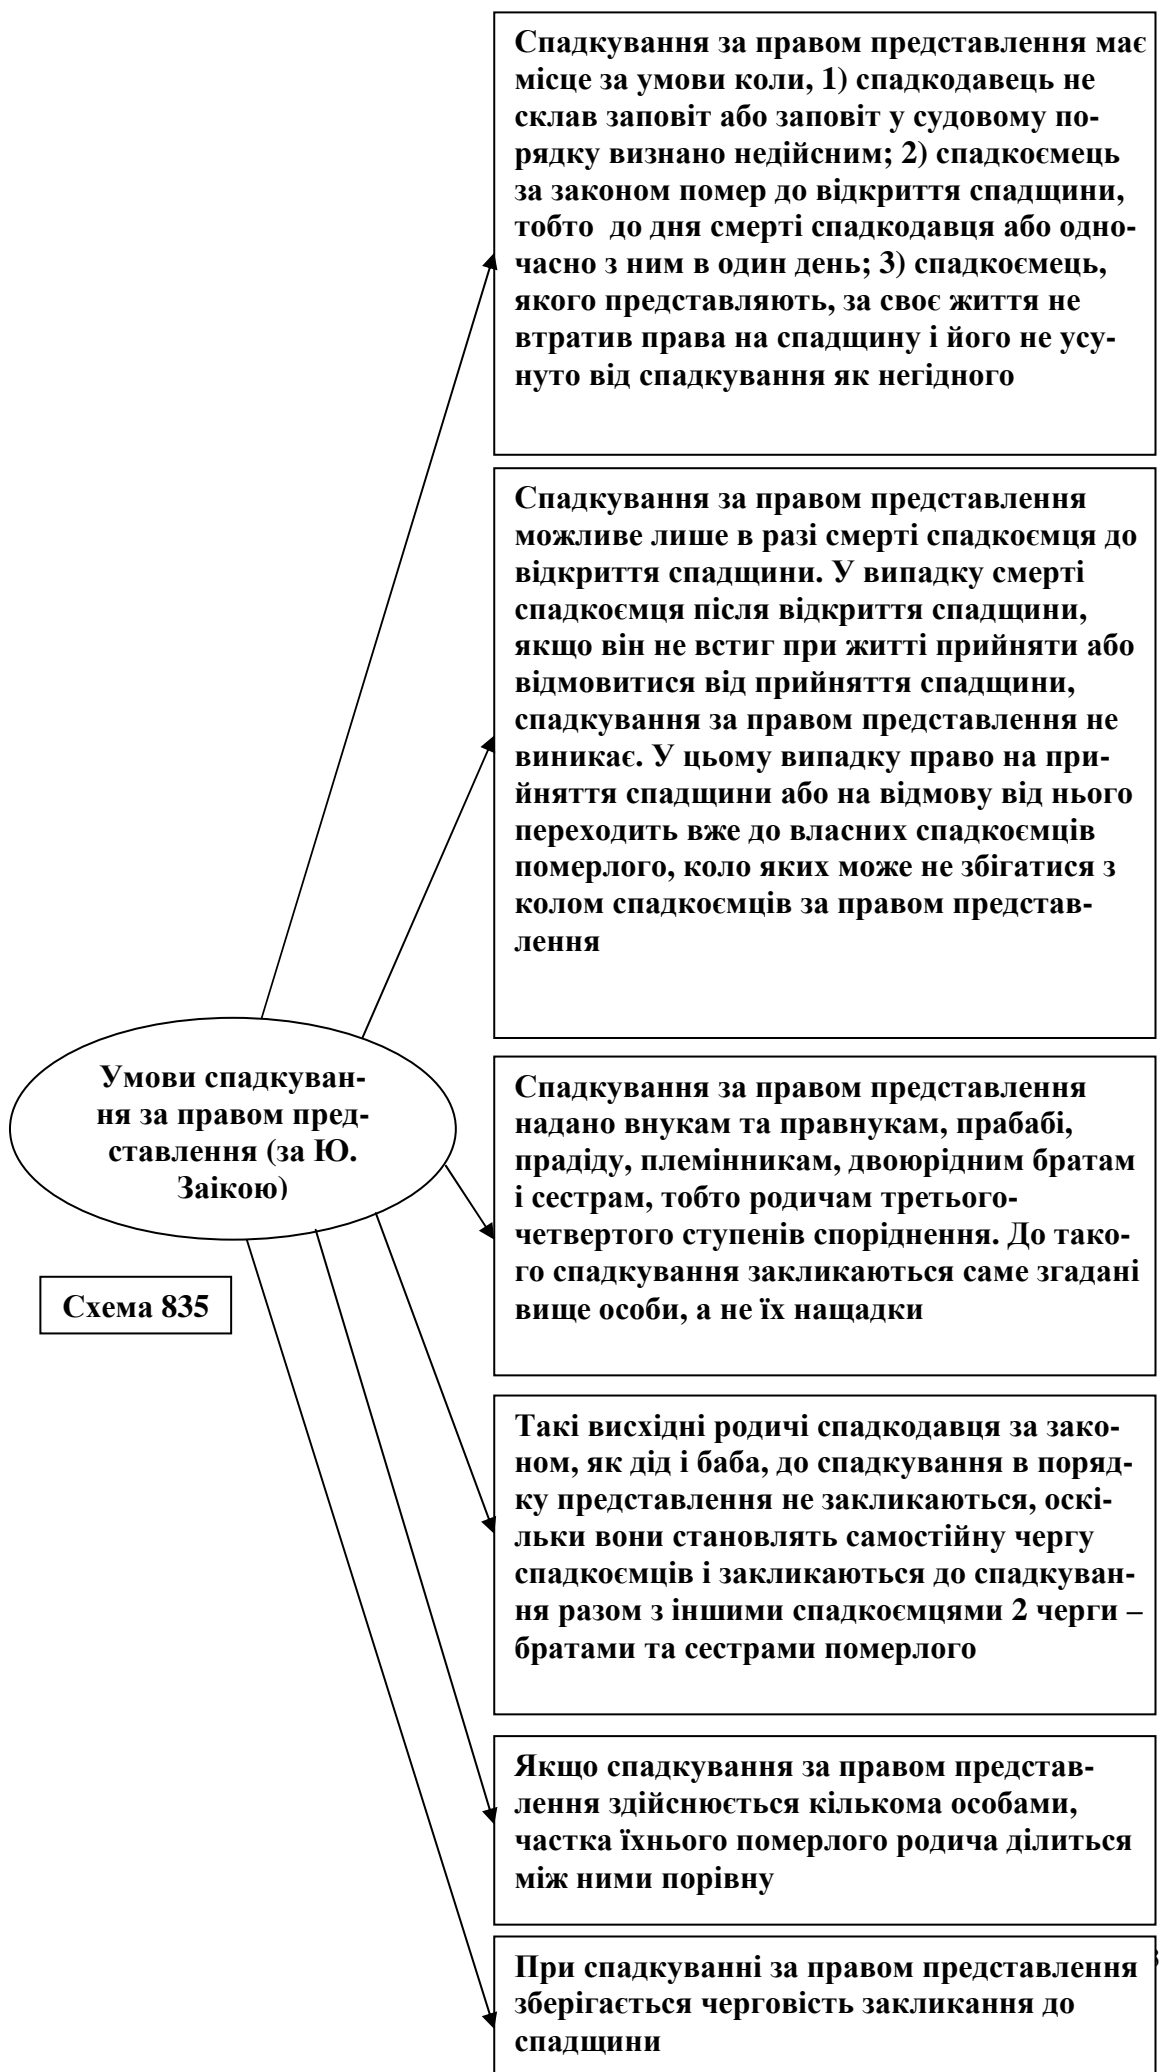 Спадкування за правом представлення має
місце за умови коли, 1) спадкодавець не
склав заповіт або заповіт у судовому по-
рядку визнано недійсним; 2) спадкоємець
за законом помер до відкриття спадщини,
тобто до дня смерті спадкодавця або одно-
часно з ним в один день; 3) спадкоємець,
якого представляють, за своє життя не
втратив права на спадщину і його не усу-
нуто від спадкування як негідного
Спадкування за правом представлення
можливе лише в разі смерті спадкоємця до
відкриття спадщини. У випадку смерті
спадкоємця після відкриття спадщини,
якщо він не встиг при житті прийняти або
відмовитися від прийняття спадщини,
спадкування за правом представлення не
виникає. У цьому випадку право на при-
йняття спадщини або на відмову від нього
переходить вже до власних спадкоємців
померлого, коло яких може не збігатися з
колом спадкоємців за правом представ-
лення
Умови спадкуван-
ня за правом пред-
ставлення (за Ю.
Заікою)
Схема 835
Спадкування за правом представлення
надано внукам та правнукам, прабабі,
прадіду, племінникам, двоюрідним братам
і сестрам, тобто родичам третього-
четвертого ступенів споріднення. До тако-
го спадкування закликаються саме згадані
вище особи, а не їх нащадки
Такі висхідні родичі спадкодавця за зако-
ном, як дід і баба, до спадкування в поряд-
ку представлення не закликаються, оскі-
льки вони становлять самостійну чергу
спадкоємців і закликаються до спадкуван-
ня разом з іншими спадкоємцями 2 черги –
братами та сестрами померлого
Якщо спадкування за правом представ-
лення здійснюється кількома особами,
частка їхнього померлого родича ділиться
між ними порівну
При спадкуванні за правом представлення
зберігається черговість закликання до
спадщини